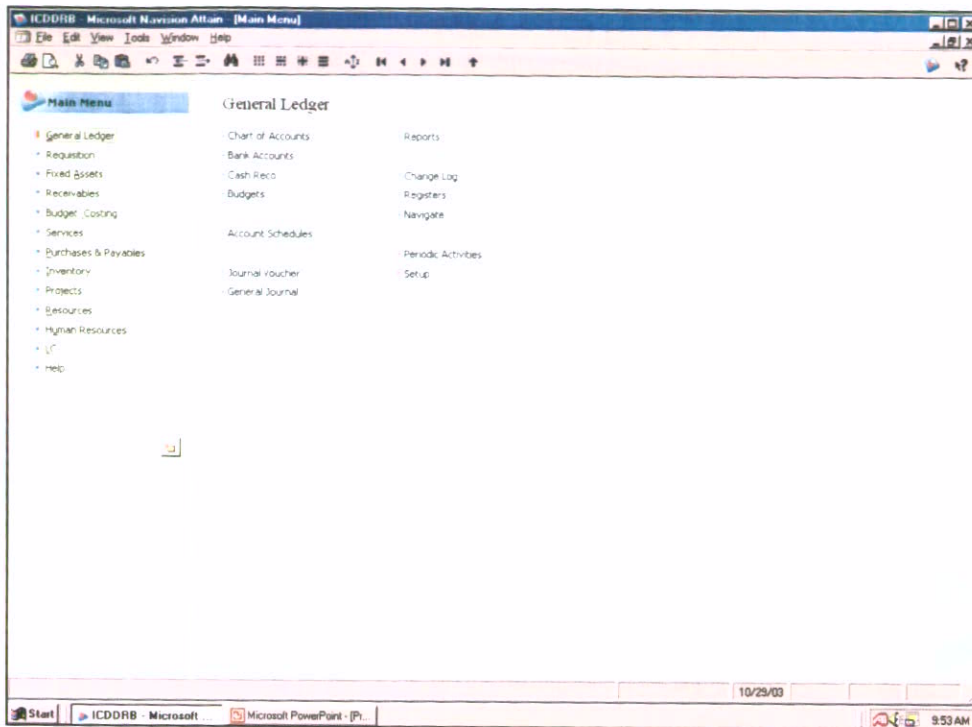 ICDDRB - Microsoft Navision Attain - [Main Menu]
File Edit View Tools Window Help
Main Menu
General Ledger
Requisition
Fixed Assets
Receivables
Budget_Costing
Services
Purchases & Payables
Inventory
Projects
Resources
Human Resources
LC
Help
General Ledger
Chart of Accounts
Bank Accounts
Cash Reco
Budgets
Account Schedules
Journal voucher
General Journal
Reports
Change Log
Registers
Navigate
Periodic Activities
Setup
10/29/03
Start
ICDDRB - Microsoft ...
Microsoft PowerPoint - [Pr...
9:53 AM